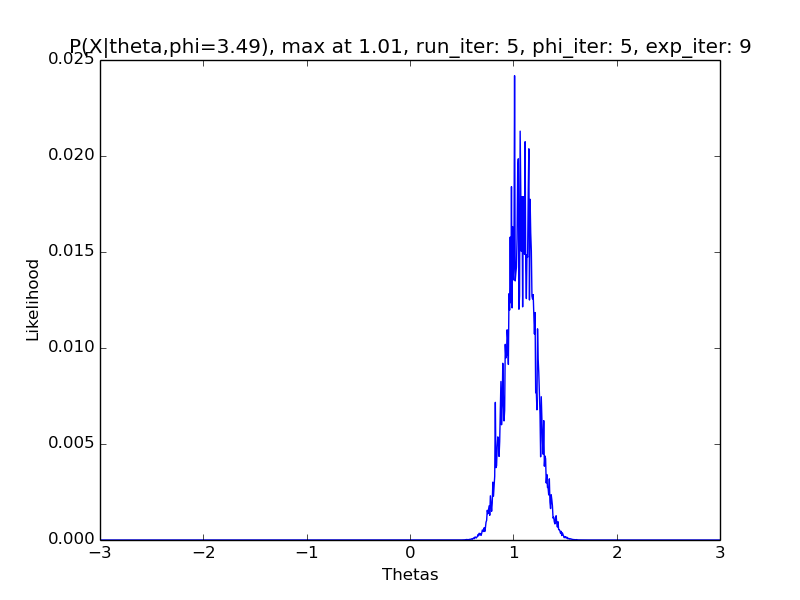 P(X|theta,phi=3.49), max at 1.01, run_iter: 5, phi_iter: 5, exp_iter: 9
0.025
0.020
0.015
0.010
0.005
0.000
Likelihood
−3 −2 −1 0 1 2 3
Thetas